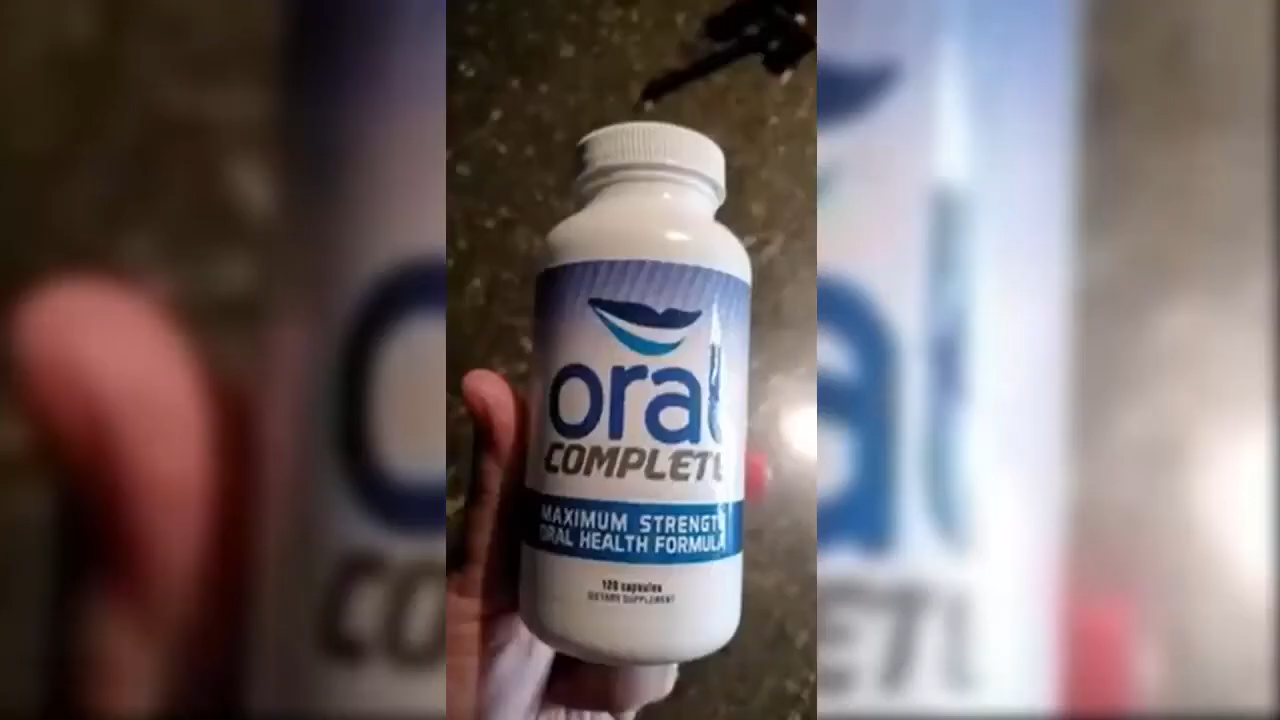 oral
COMPLETE
MAXIMUM STRENGTH
ORAL HEALTH FORMULA
120 capsules
DIETARY SUPPLEMENT